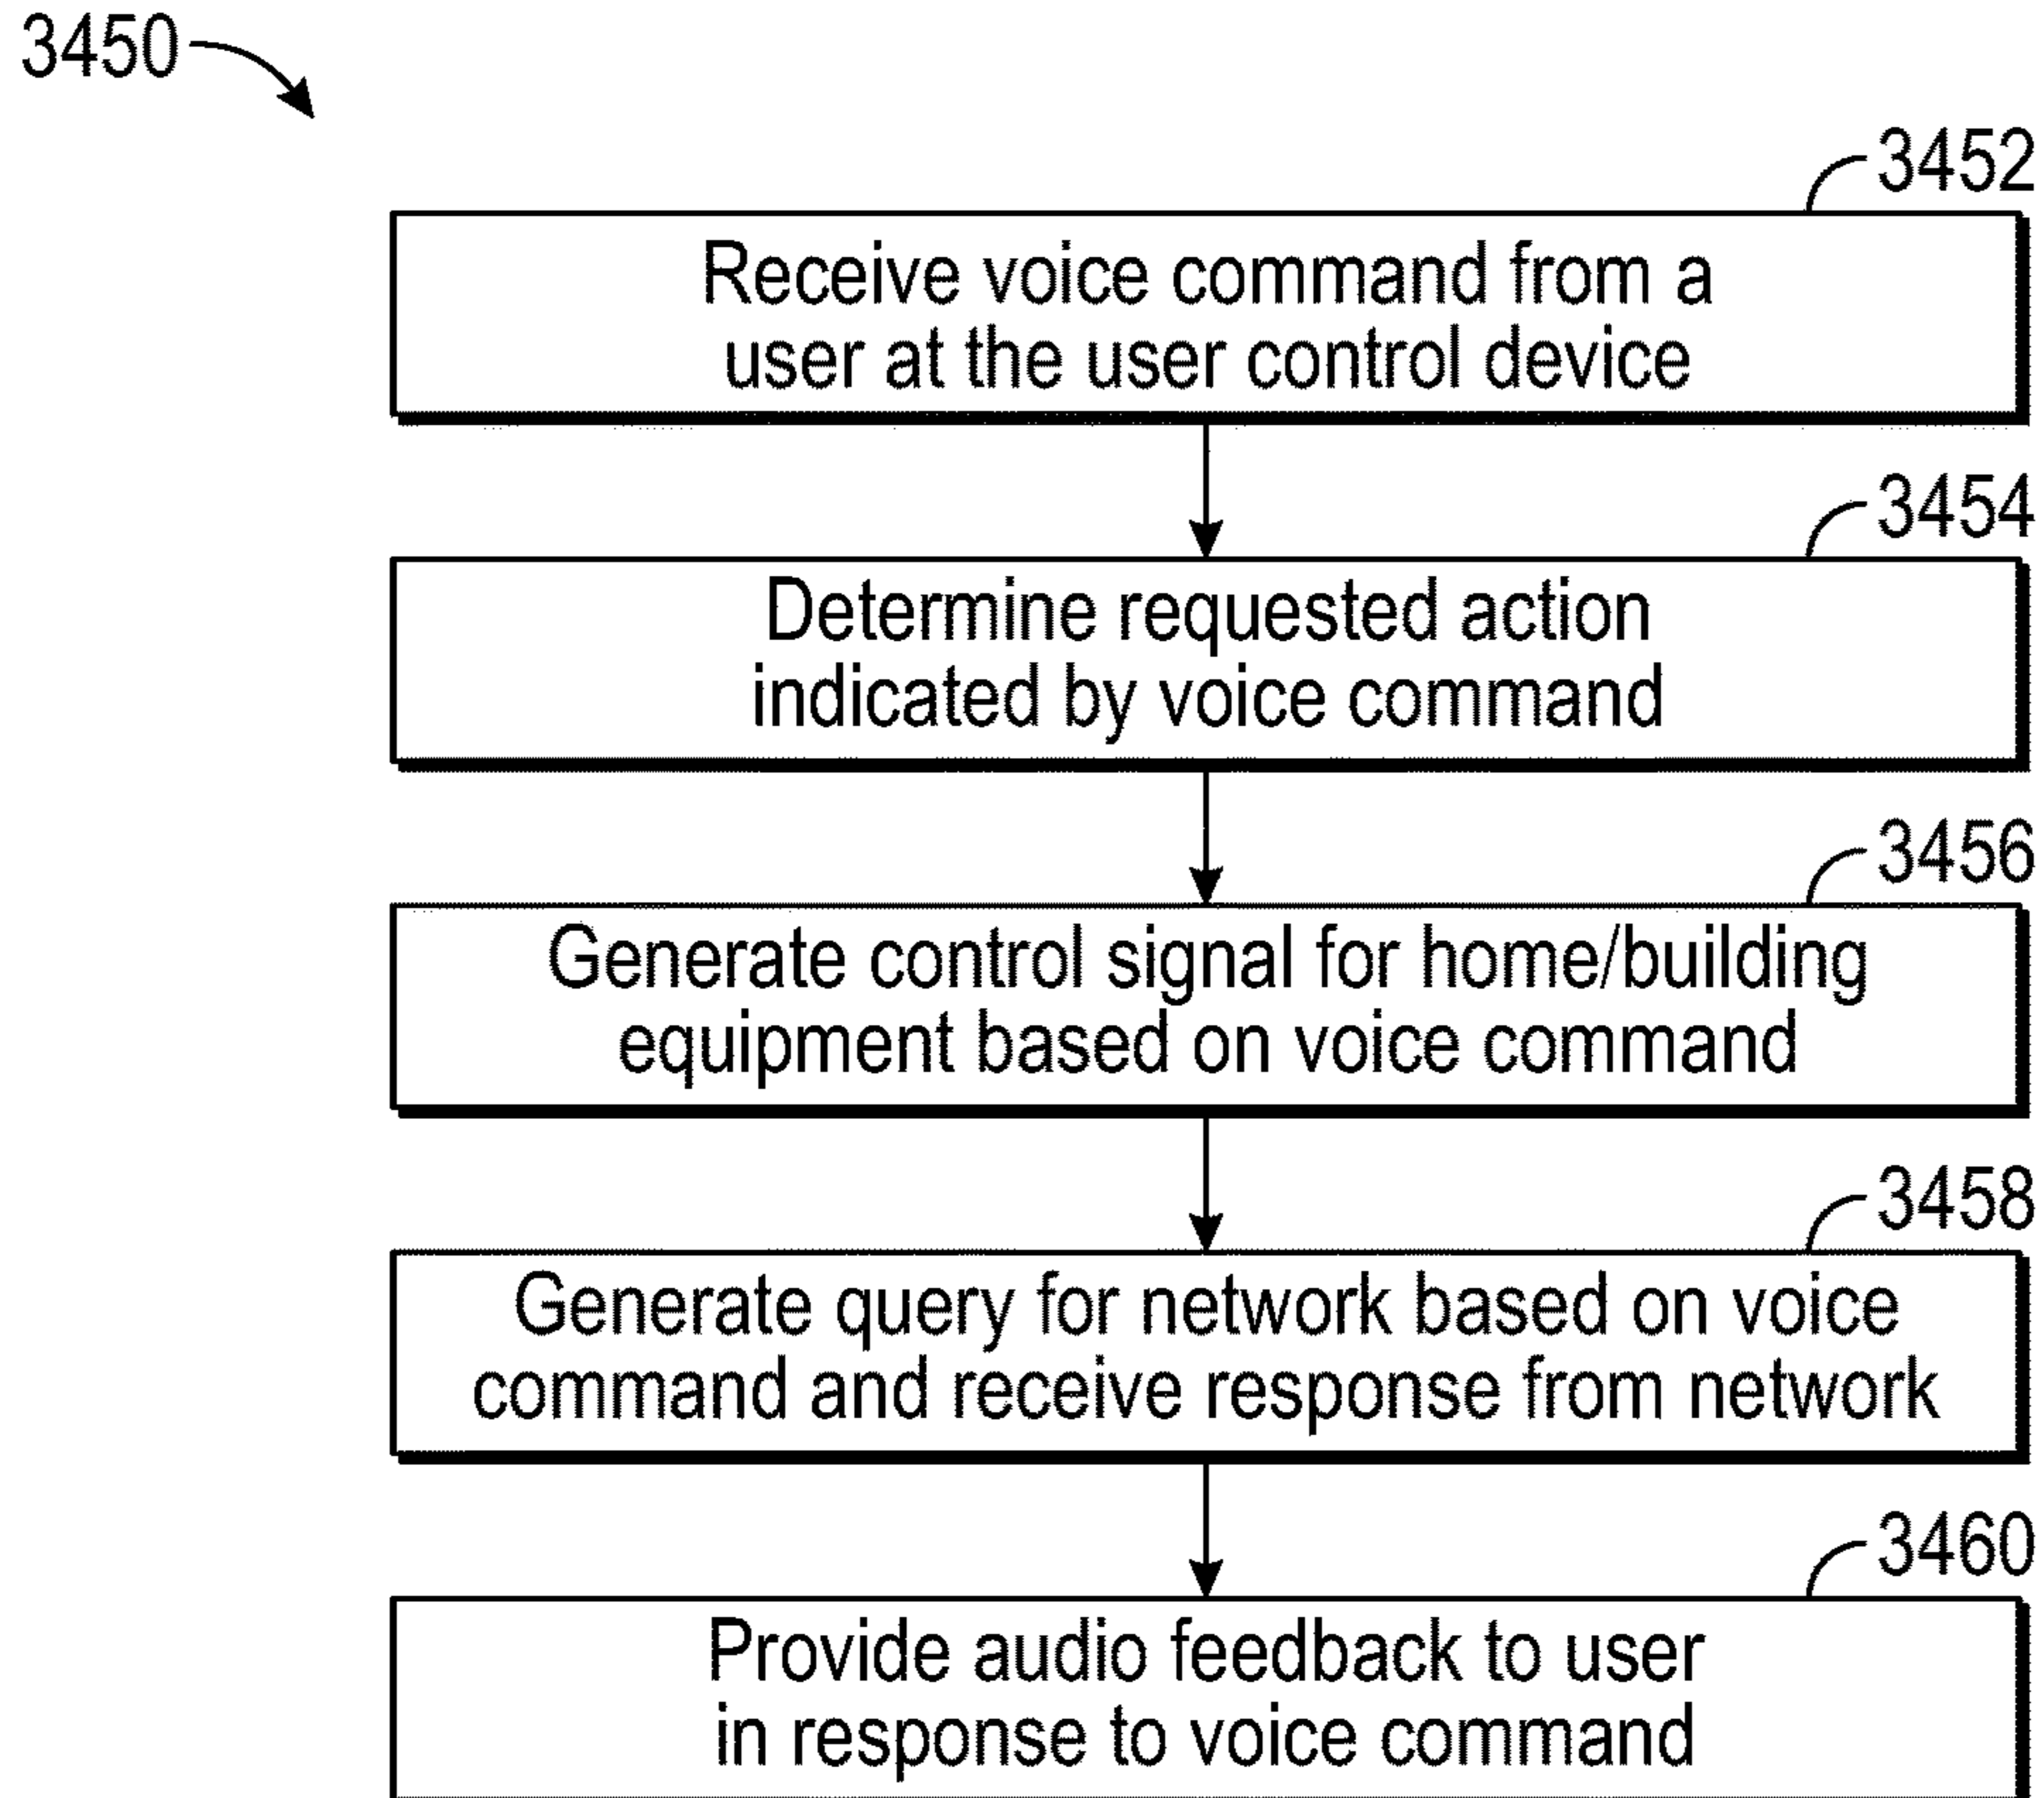 3450
3452
Receive voice command from a
user at the user control device
3454
Determine requested action
indicated by voice command
3456
Generate control signal for home/building
equipment based on voice command
3458
Generate query for network based on voice
command and receive response from network
3460
Provide audio feedback to user
in response to voice command